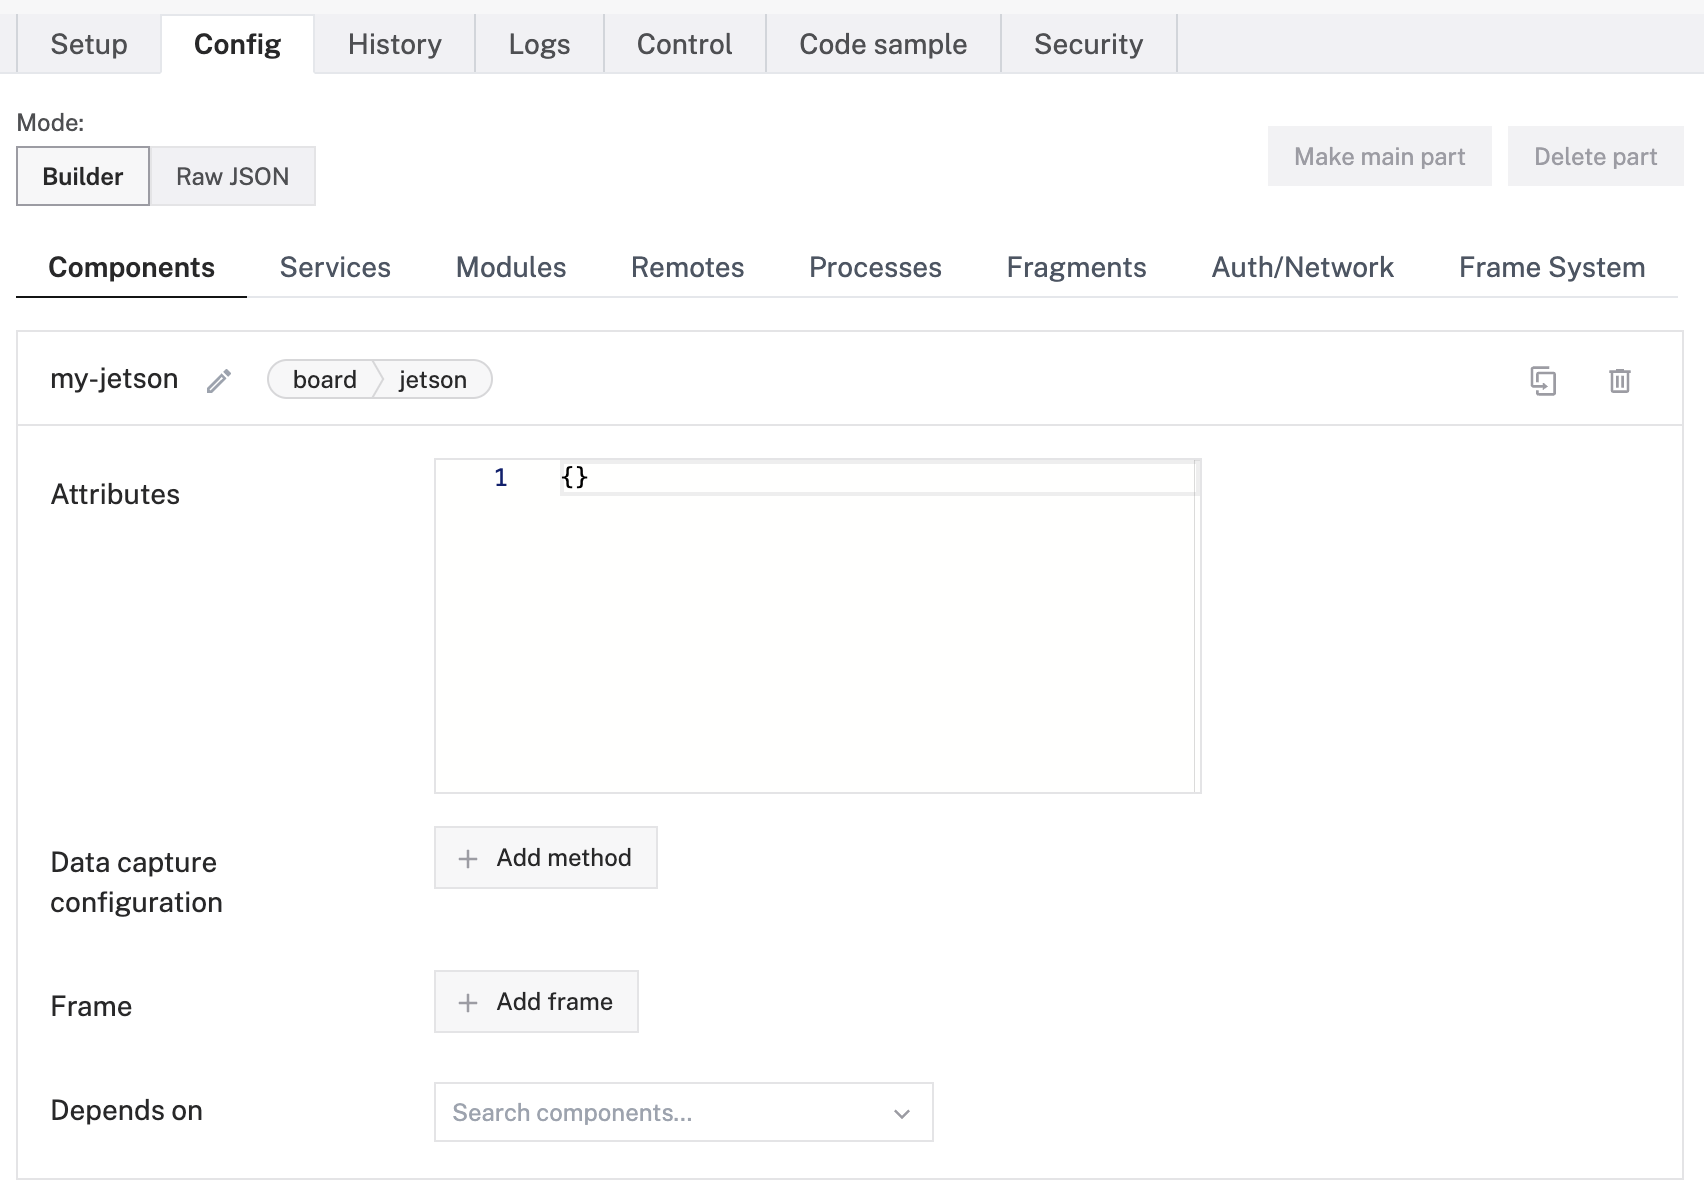 Setup Config History Logs Control Code sample Security
Mode:
Builder Raw JSON Make main part Delete part
Components Services Modules Remotes Processes Fragments Auth/Network Frame System
my-jetson board jetson
Attributes 1 {}
Data capture configuration + Add method
Frame + Add frame
Depends on Search components...